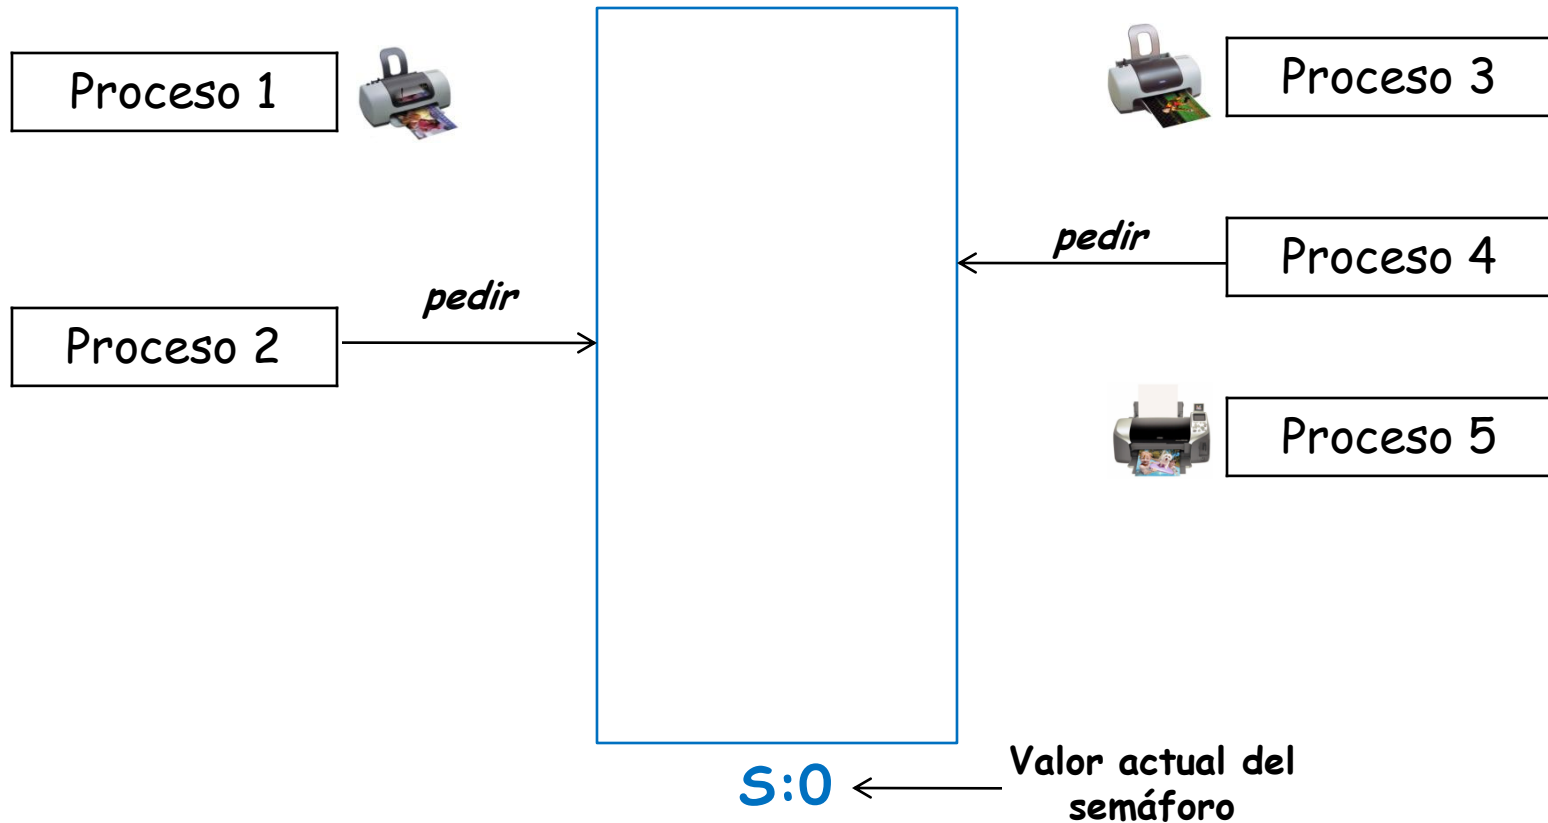 Proceso 1
Proceso 3
pedir
Proceso 4
pedir
Proceso 2
Proceso 5
S:0
Valor actual del
semáforo